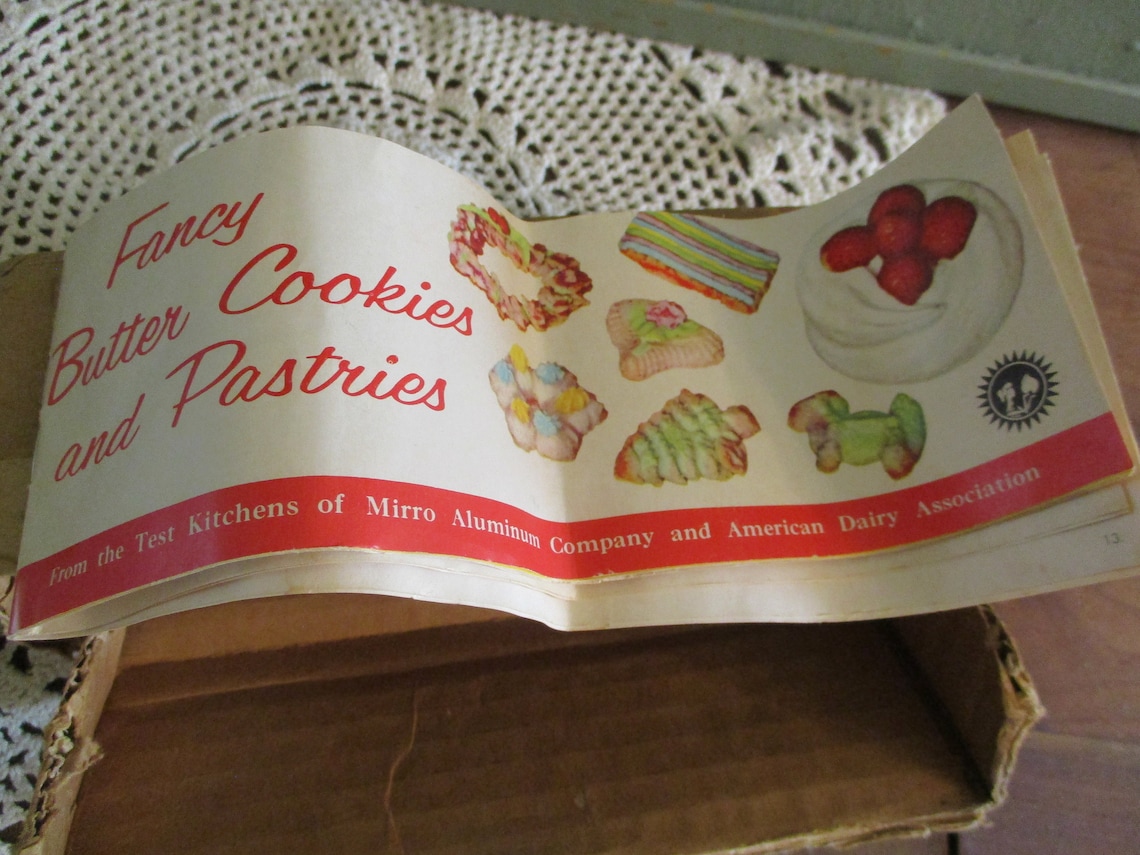 Fancy
Butter Cookies
and Pastries
From the Test Kitchens of Mirro Aluminum Company and American Dairy Association
13